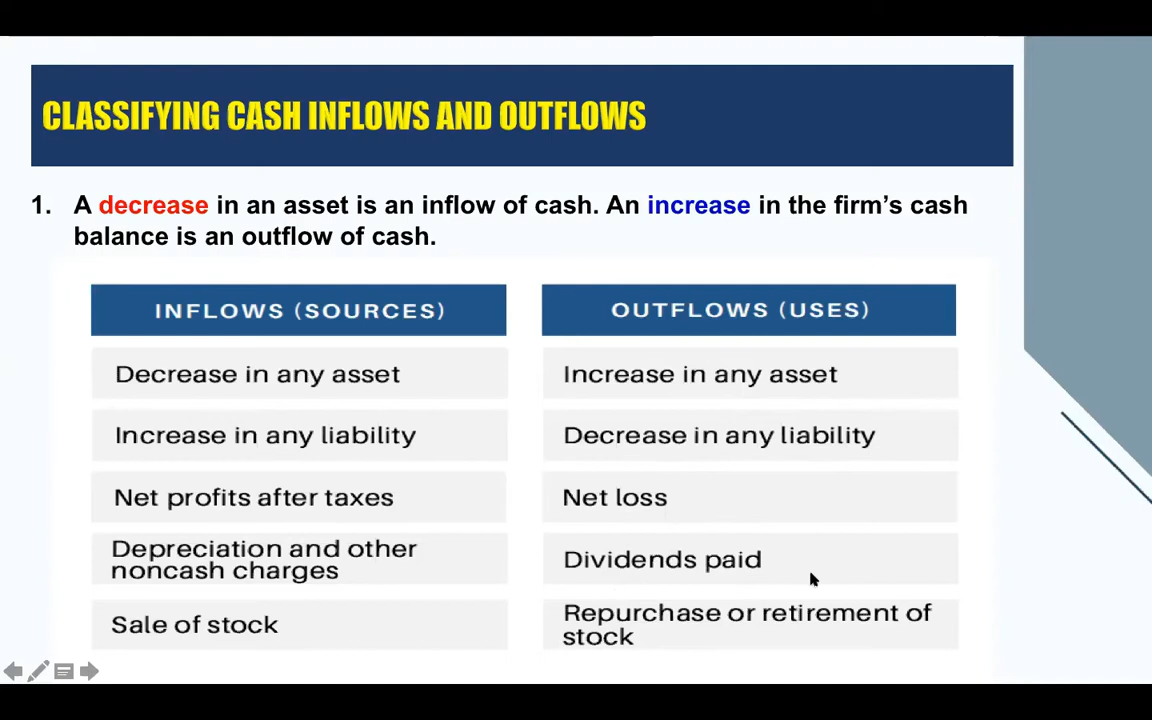 CLASSIFYING CASH INFLOWS AND OUTFLOWS
1. A decrease in an asset is an inflow of cash. An increase in the firm’s cash
balance is an outflow of cash.
INFLOWS (SOURCES)
Decrease in any asset
Increase in any liability
Net profits after taxes
Depreciation and other
noncash charges
Sale of stock
OUTFLOWS (USES)
Increase in any asset
Decrease in any liability
Net loss
Dividends paid
Repurchase or retirement of
stock